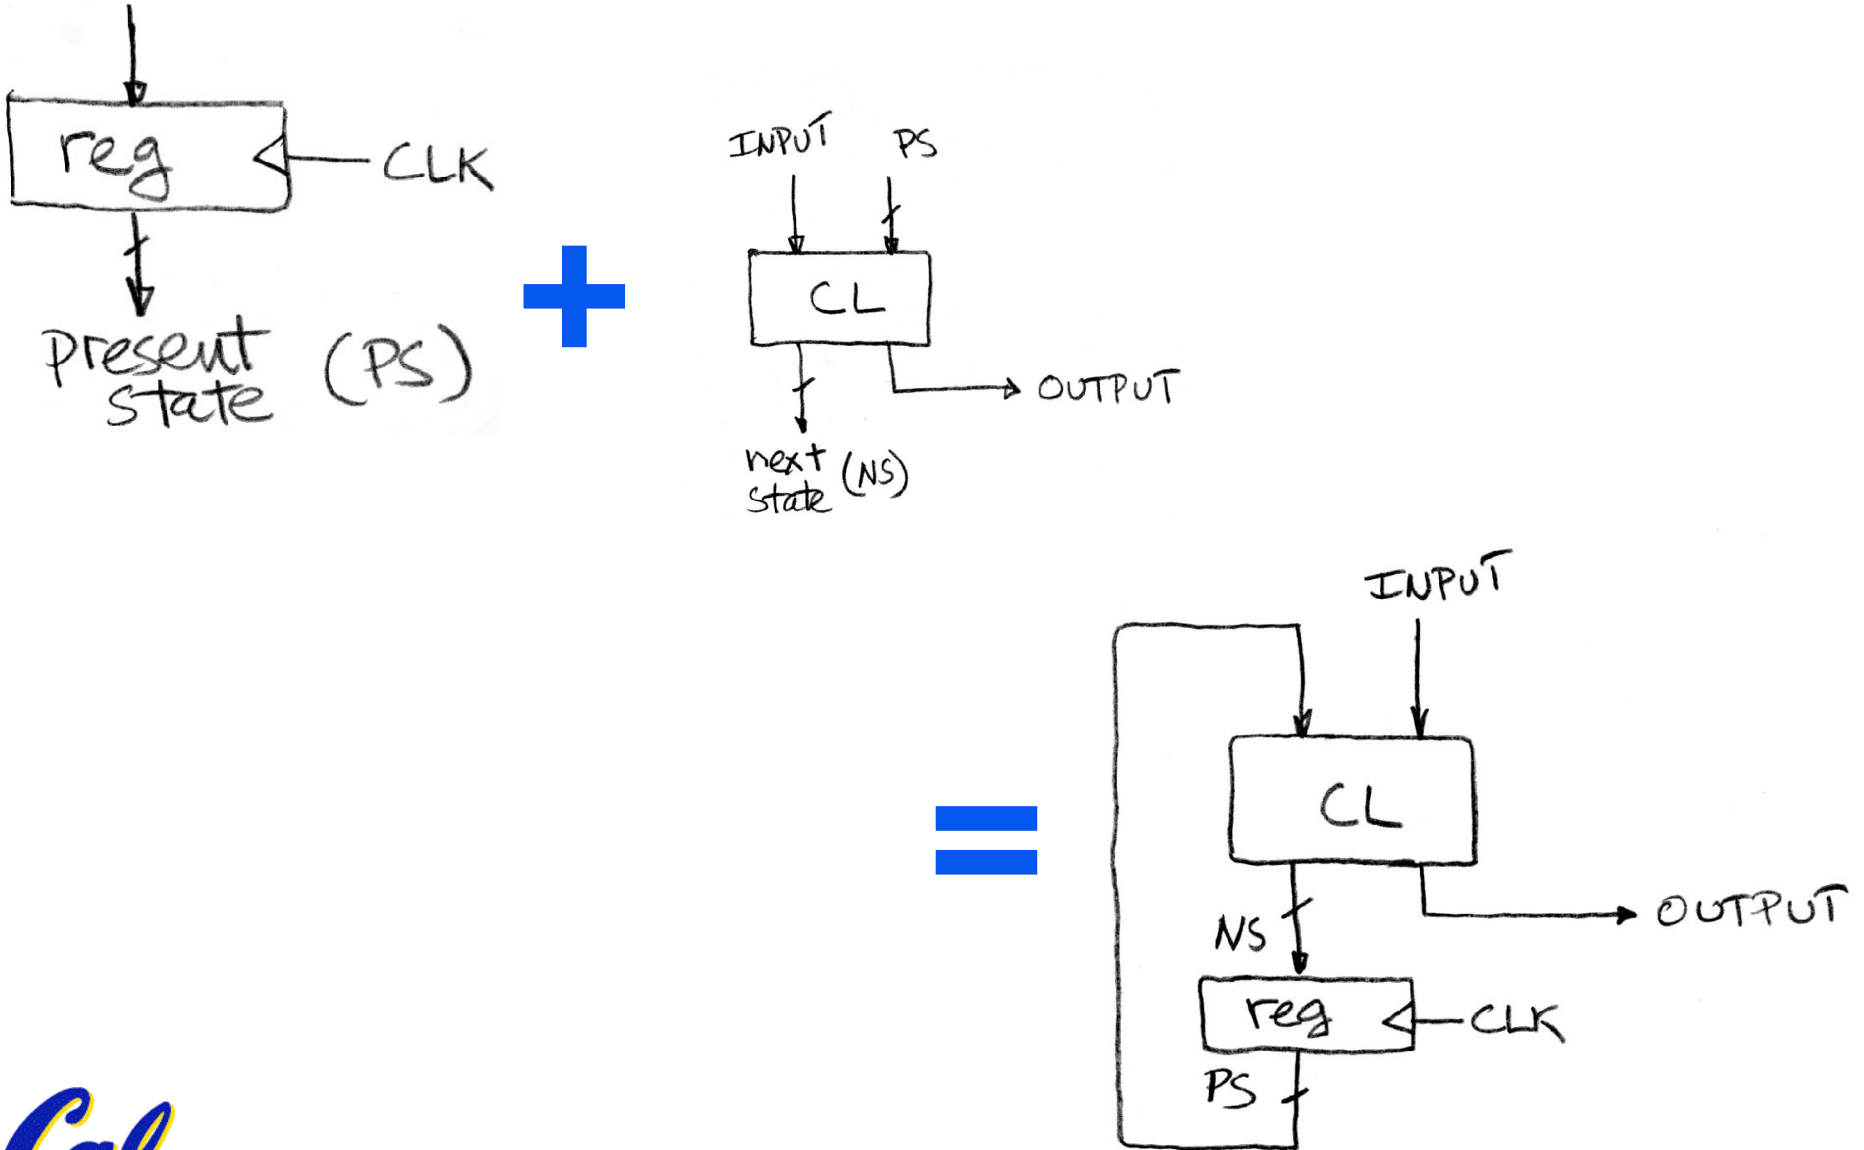 reg
CLK
present (PS)
state
+
INPUT PS
CL
OUTPUT
next (NS)
state
=
INPUT
CL
NS
OUTPUT
reg
CLK
PS
Cal